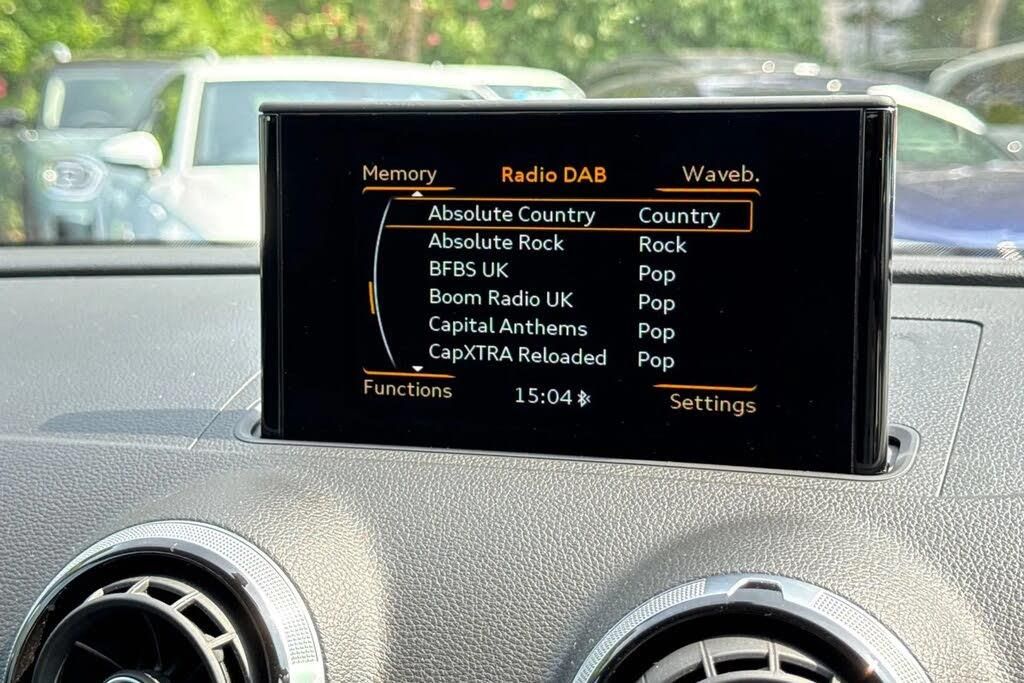 Memory Radio DAB Waveb.
Absolute Country Country
Absolute Rock Rock
BFBS UK Pop
Boom Radio UK Pop
Capital Anthems Pop
CapXTRA Reloaded Pop
Functions 15:04 Settings